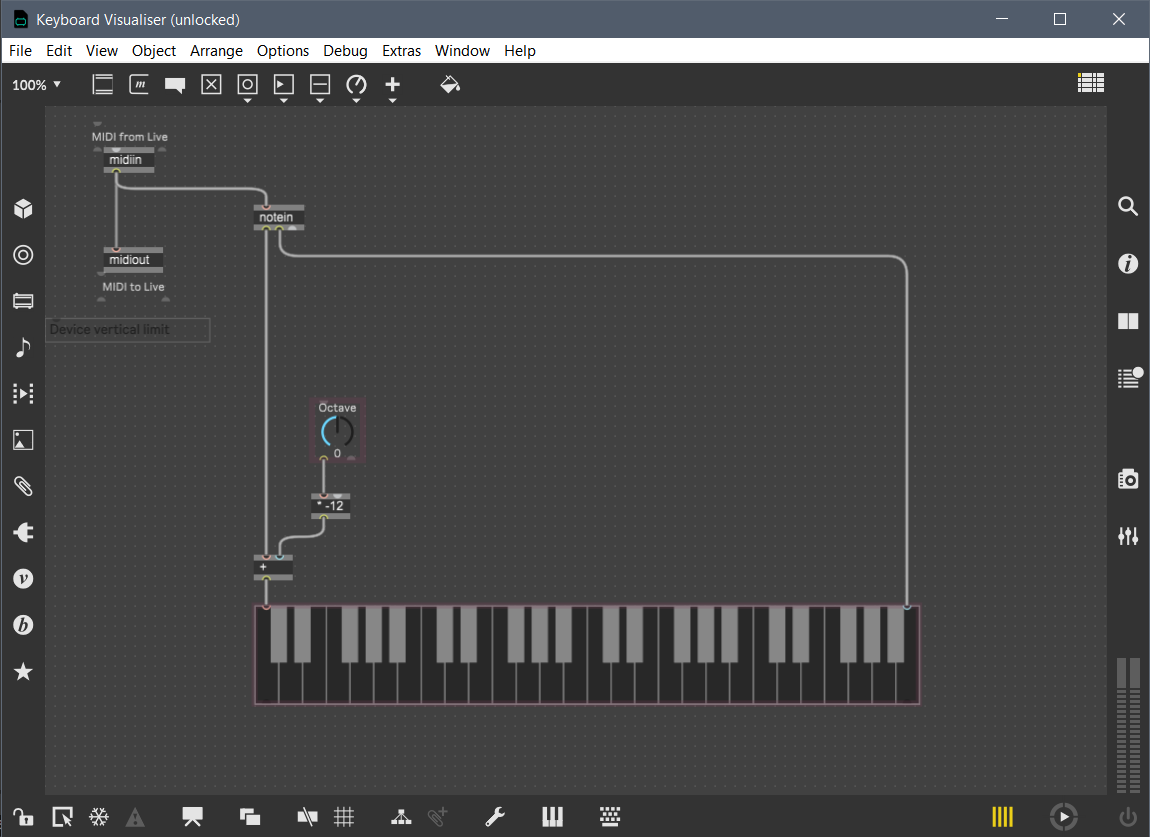 Keyboard Visualiser (unlocked)
File Edit View Object Arrange Options Debug Extras Window Help
100%
m
MIDI from Live
midiin
notein
midiout
MIDI to Live
Device vertical limit
Octave
0
* -12
+
i
v
b